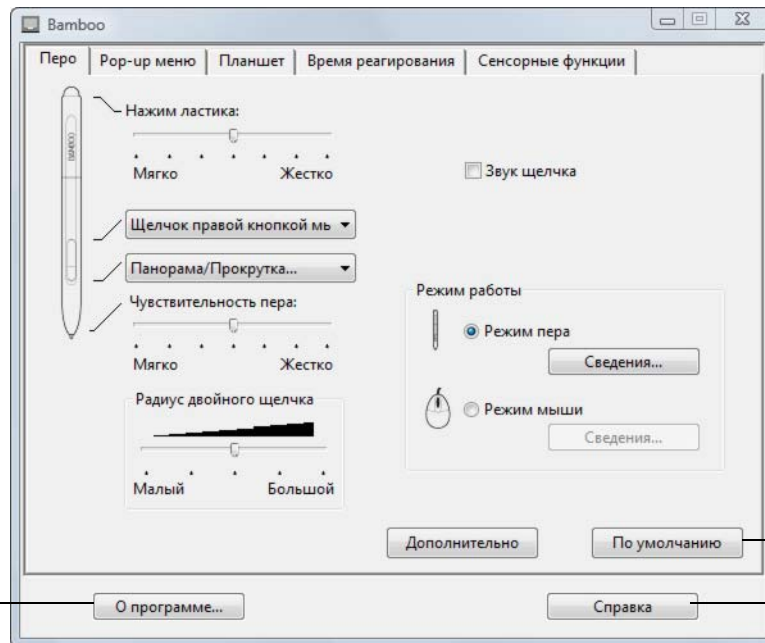 Bamboo
Перо Pop-up меню Планшет Время реагирования Сенсорные функции
Нажим ластика:
Мягко Жестко
Звук щелчка
BAMBOO
Щелчок правой кнопкой мь
Панорама/Прокрутка...
Чувствительность пера:
Мягко Жестко
Режим работы
Режим пера
Сведения...
Режим мыши
Сведения...
Радиус двойного щелчка
Малый Большой
Дополнительно По умолчанию
О программе... Справка